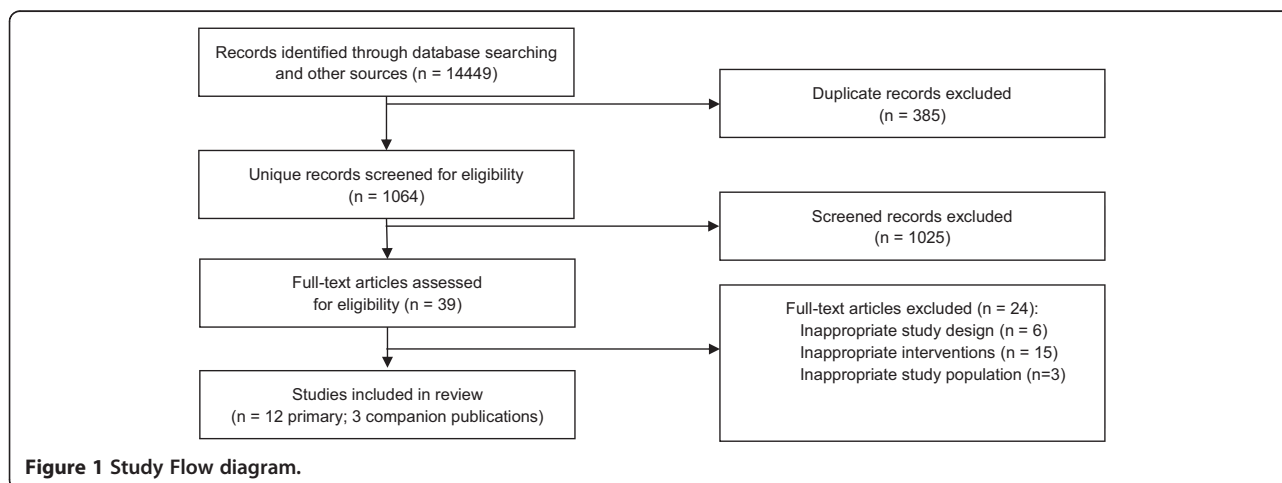 Records identified through database searching
and other sources (n = 14449)
Duplicate records excluded
(n = 385)
Unique records screened for eligibility
(n = 1064)
Screened records excluded
(n = 1025)
Full-text articles assessed
for eligibility (n = 39)
Full-text articles excluded (n = 24):
Inappropriate study design (n = 6)
Inappropriate interventions (n = 15)
Inappropriate study population (n=3)
Studies included in review
(n = 12 primary; 3 companion publications)
Figure 1 Study Flow diagram.